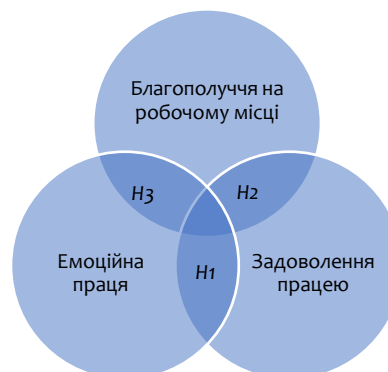 Благополуччя на
робочому місці
H3
H2
Емоційна
праця
H1
Задоволення
працею